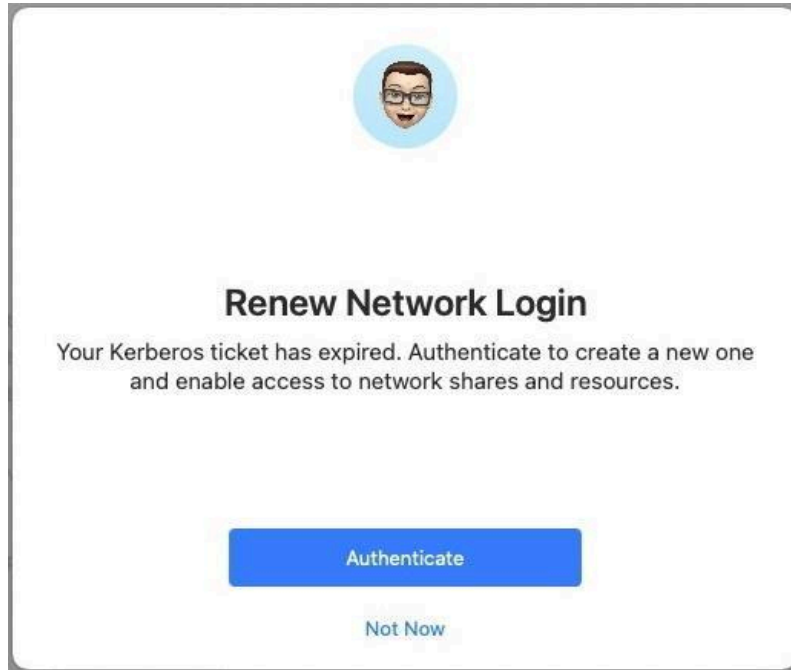 Renew Network Login
Your Kerberos ticket has expired. Authenticate to create a new one
and enable access to network shares and resources.
Authenticate
Not Now